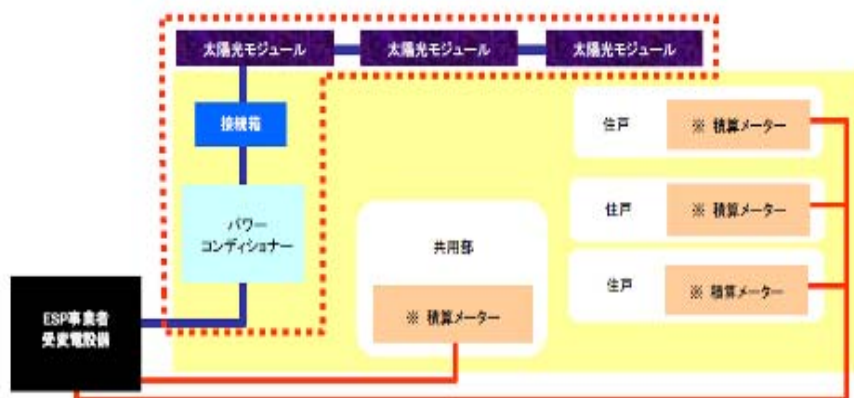 太陽光モジュール 太陽光モジュール 太陽光モジュール
接続箱
住戸 ※ 積算メーター
パワー
コンディショナー
住戸 ※ 積算メーター
共用部
住戸 ※ 積算メーター
※ 積算メーター
ESP事業者
受変電設備